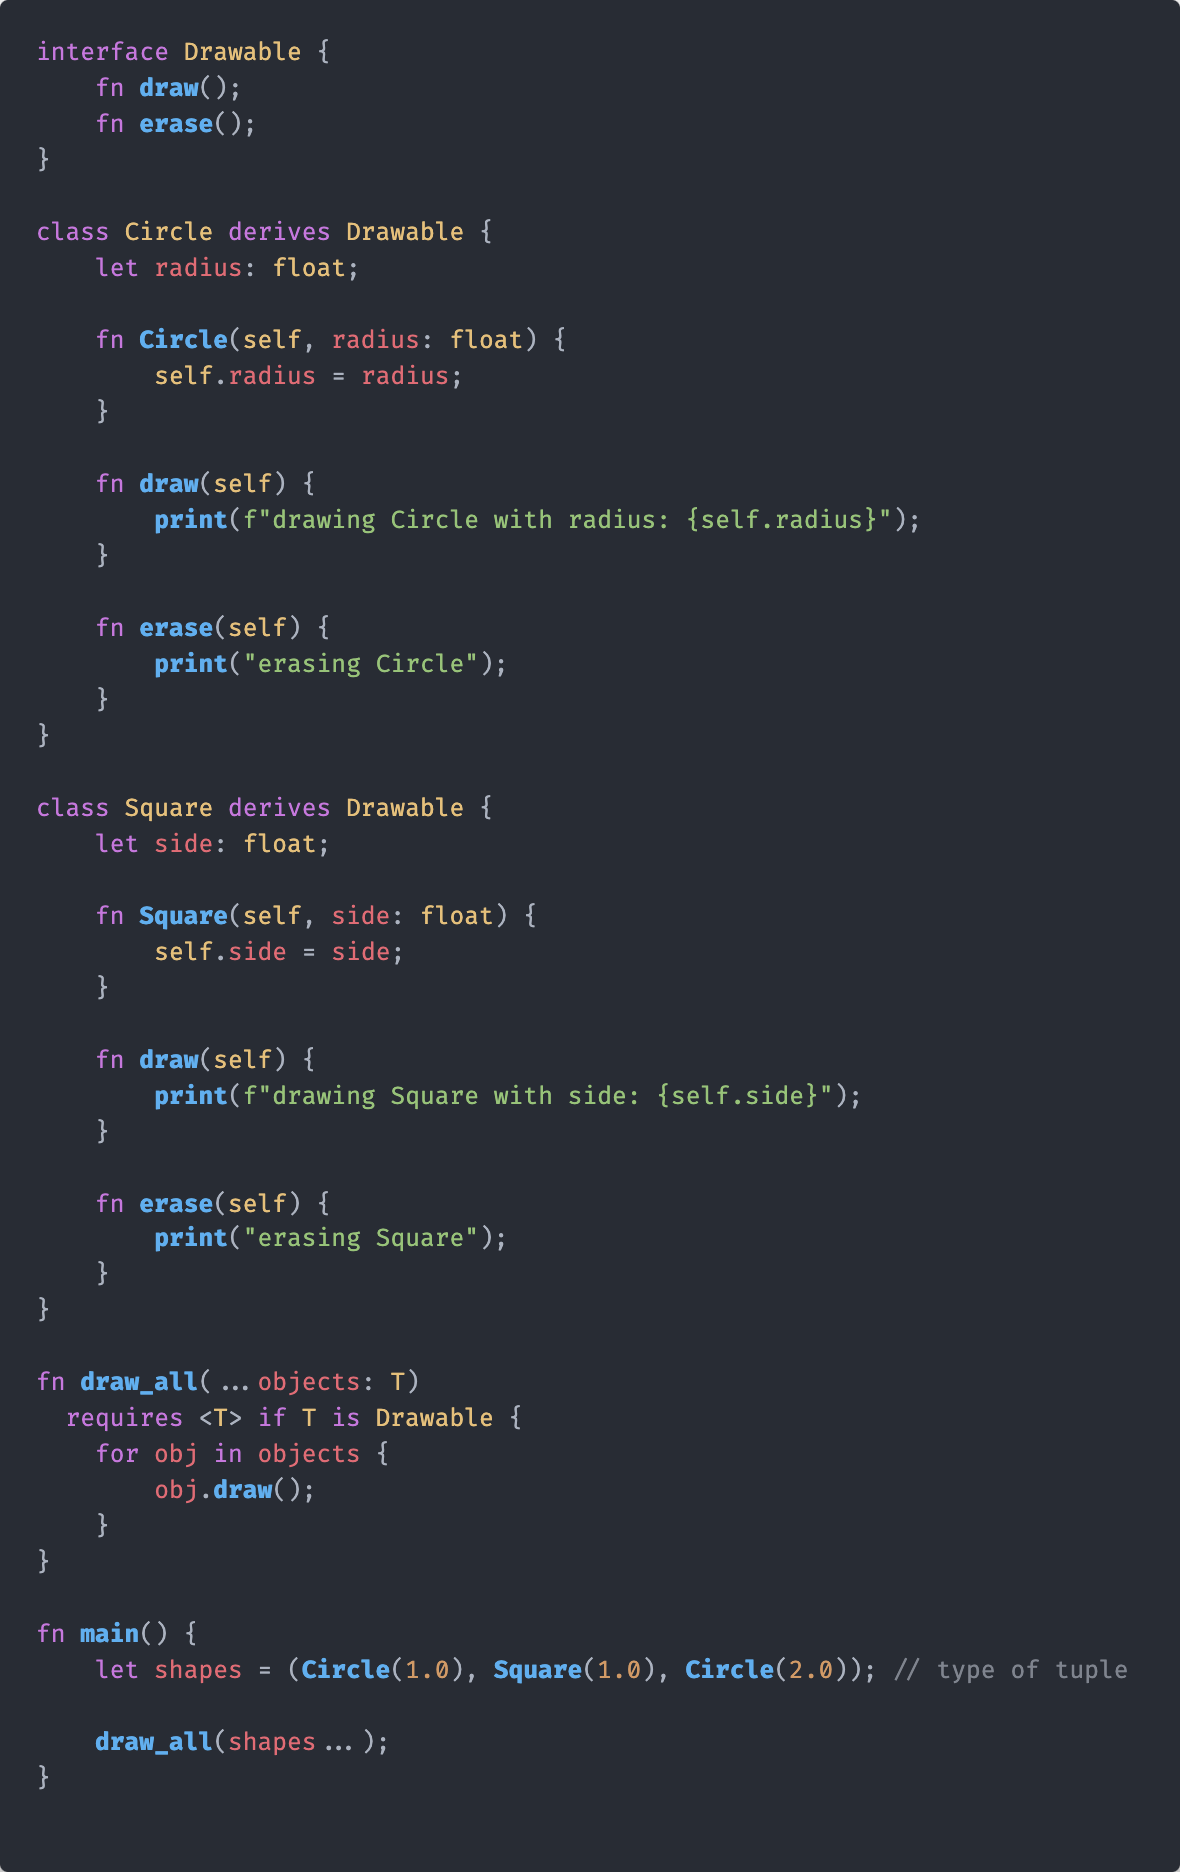 interface Drawable {
    fn draw();
    fn erase();
}

class Circle derives Drawable {
    let radius: float;

    fn Circle(self, radius: float) {
        self.radius = radius;
    }

    fn draw(self) {
        print(f"drawing Circle with radius: {self.radius}");
    }

    fn erase(self) {
        print("erasing Circle");
    }
}

class Square derives Drawable {
    let side: float;

    fn Square(self, side: float) {
        self.side = side;
    }

    fn draw(self) {
        print(f"drawing Square with side: {self.side}");
    }

    fn erase(self) {
        print("erasing Square");
    }
}

fn draw_all(...objects: T)
  requires <T> if T is Drawable {
    for obj in objects {
        obj.draw();
    }
}

fn main() {
    let shapes = (Circle(1.0), Square(1.0), Circle(2.0)); // type of tuple

    draw_all(shapes...);
}